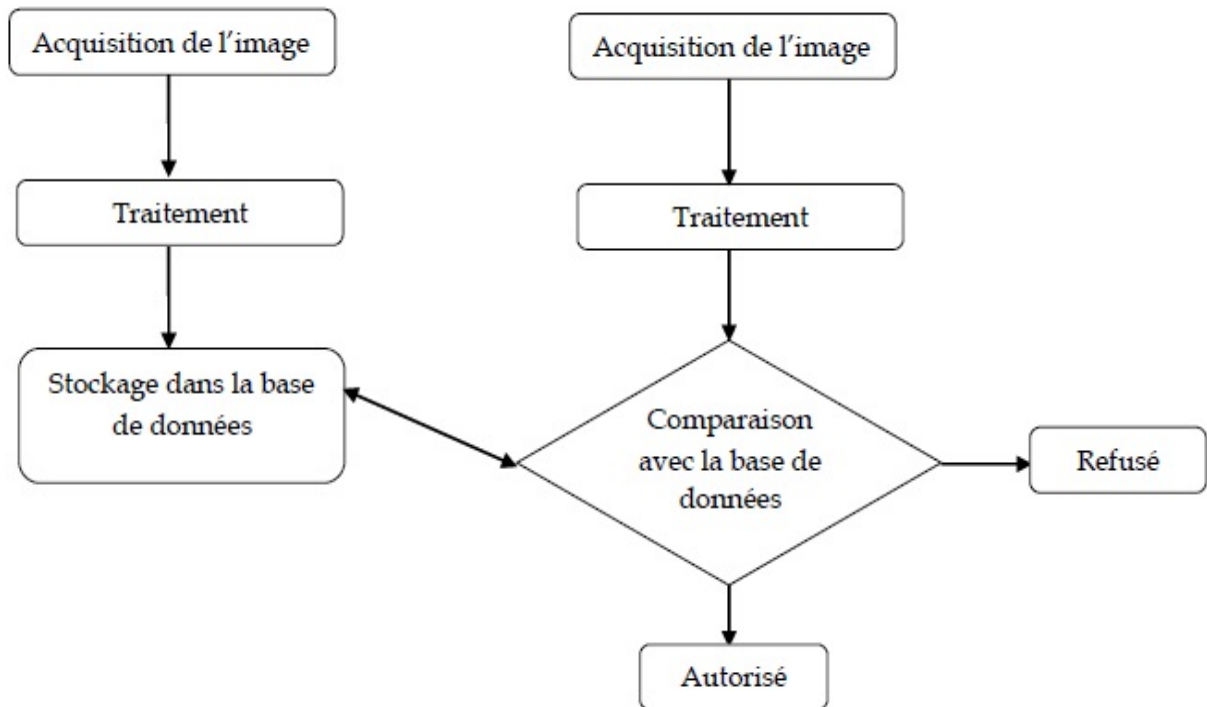 Acquisition de l’image
Acquisition de l’image
Traitement
Traitement
Stockage dans la base
de données
Comparaison
avec la base de
données
Refusé
Autorisé